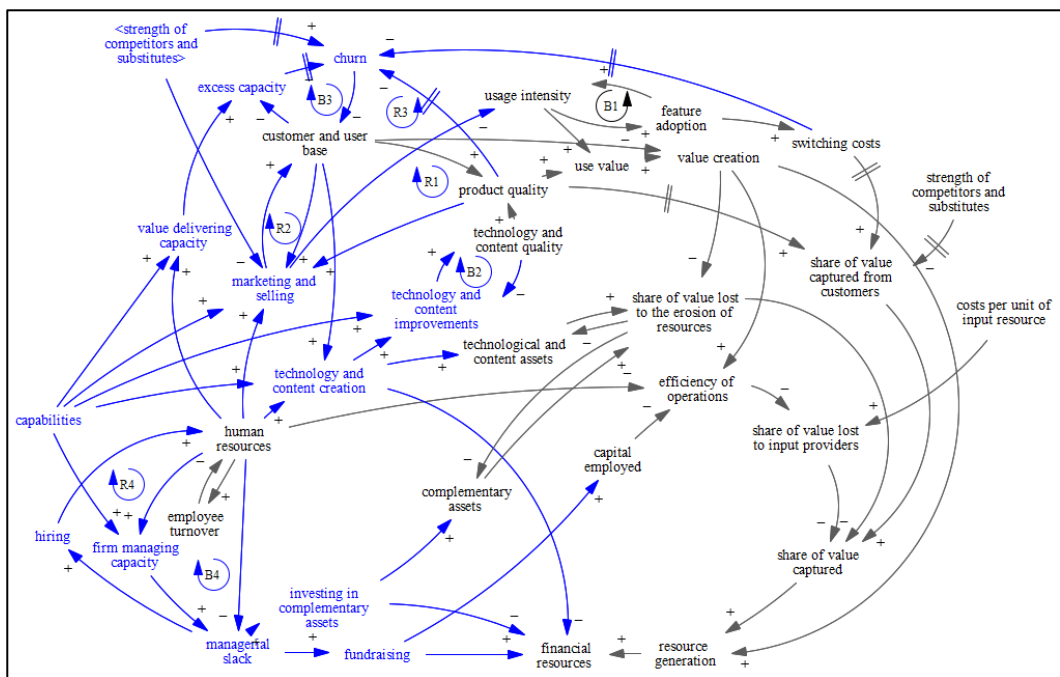 <strength of
competitors and
substitutes>
churn
excess capacity
B3
R3
usage intensity
B1
feature
adoption
switching costs
customer and user
base
use value
value creation
R1
product quality
strength of
competitors and
substitutes
value delivering
capacity
R2
technology and
content quality
B2
marketing and
selling
technology and
content
improvements
share of value
captured from
customers
share of value lost
to the erosion of
resources
costs per unit of
input resource
technological and
content assets
technology and
content creation
efficiency of
operations
capabilities
human
resources
share of value lost
to input providers
capital
employed
R4
complementary
assets
employee
turnover
hiring
firm managing
capacity
B4
share of value
captured
investing in
complementary
assets
managerial
slack
fundraising
financial
resources
resource
generation